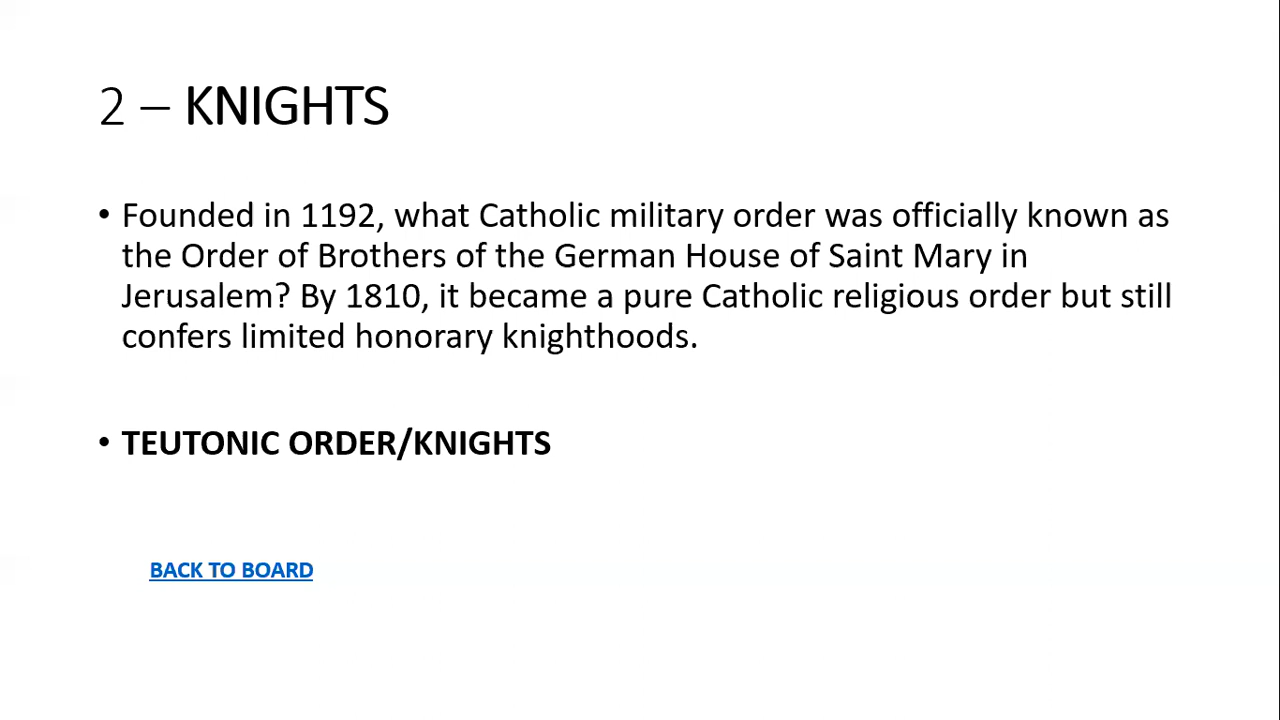 2 – KNIGHTS
• Founded in 1192, what Catholic military order was officially known as
the Order of Brothers of the German House of Saint Mary in
Jerusalem? By 1810, it became a pure Catholic religious order but still
confers limited honorary knighthoods.
• TEUTONIC ORDER/KNIGHTS
BACK TO BOARD